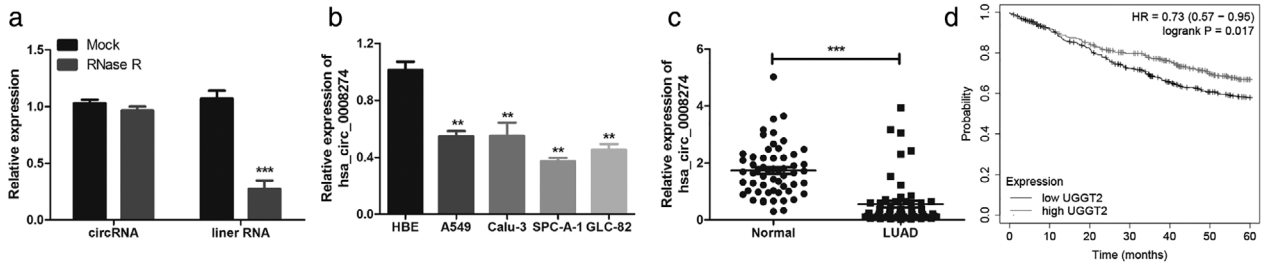 a
Mock
RNase R
Relative expression
1.5
1.0
0.5
0.0
***
circRNA
liner RNA
b
Relative expression of
hsa_circ_0008274
1.2
0.8
0.4
0
**
**
**
**
HBE
A549
Calu-3
SPC-A-1
GLC-82
c
Relative expression of
hsa_circ_0008274
6
4
2
0
***
Normal
LUAD
d
HR = 0.73 (0.57 − 0.95)
logrank P = 0.017
Probability
1.0
0.8
0.6
0.4
0.2
0.0
Expression
low UGGT2
high UGGT2
0
10
20
30
40
50
60
Time (months)